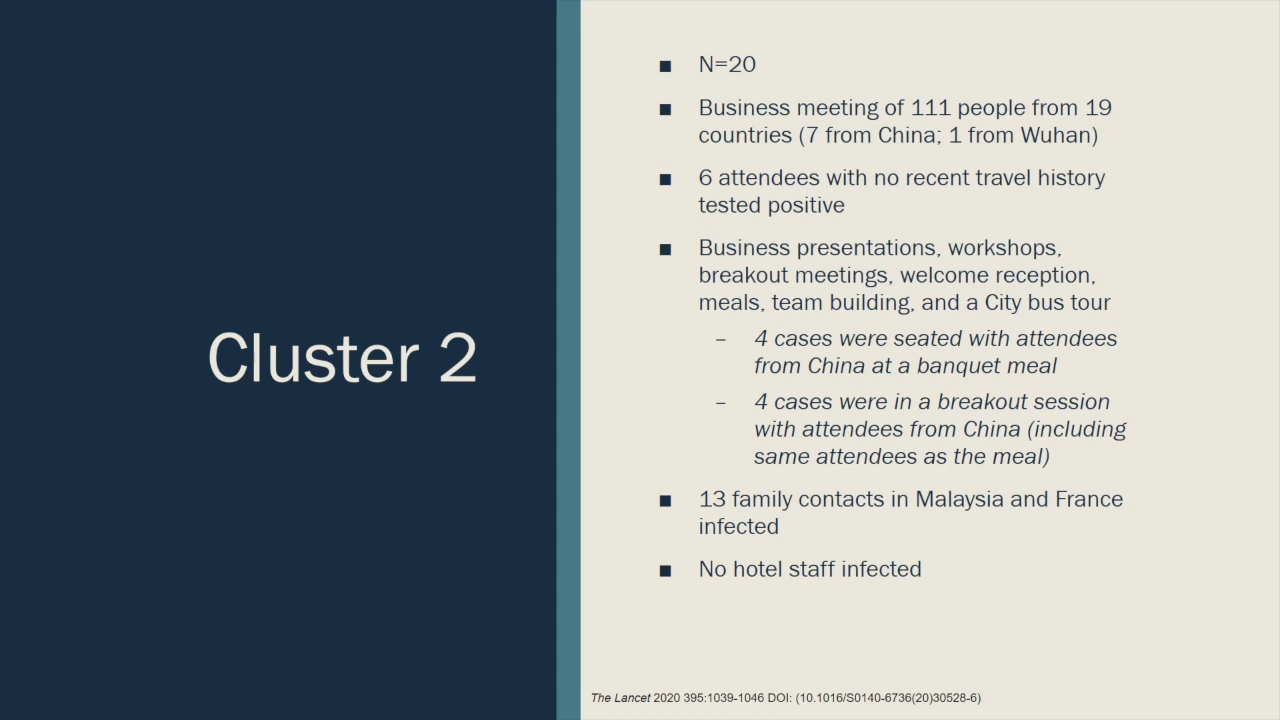 Cluster 2
■ N=20
■ Business meeting of 111 people from 19
countries (7 from China; 1 from Wuhan)
■ 6 attendees with no recent travel history
tested positive
■ Business presentations, workshops,
breakout meetings, welcome reception,
meals, team building, and a City bus tour
– 4 cases were seated with attendees
from China at a banquet meal
– 4 cases were in a breakout session
with attendees from China (including
same attendees as the meal)
■ 13 family contacts in Malaysia and France
infected
■ No hotel staff infected
The Lancet 2020 395:1039-1046 DOI: (10.1016/S0140-6736(20)30528-6)